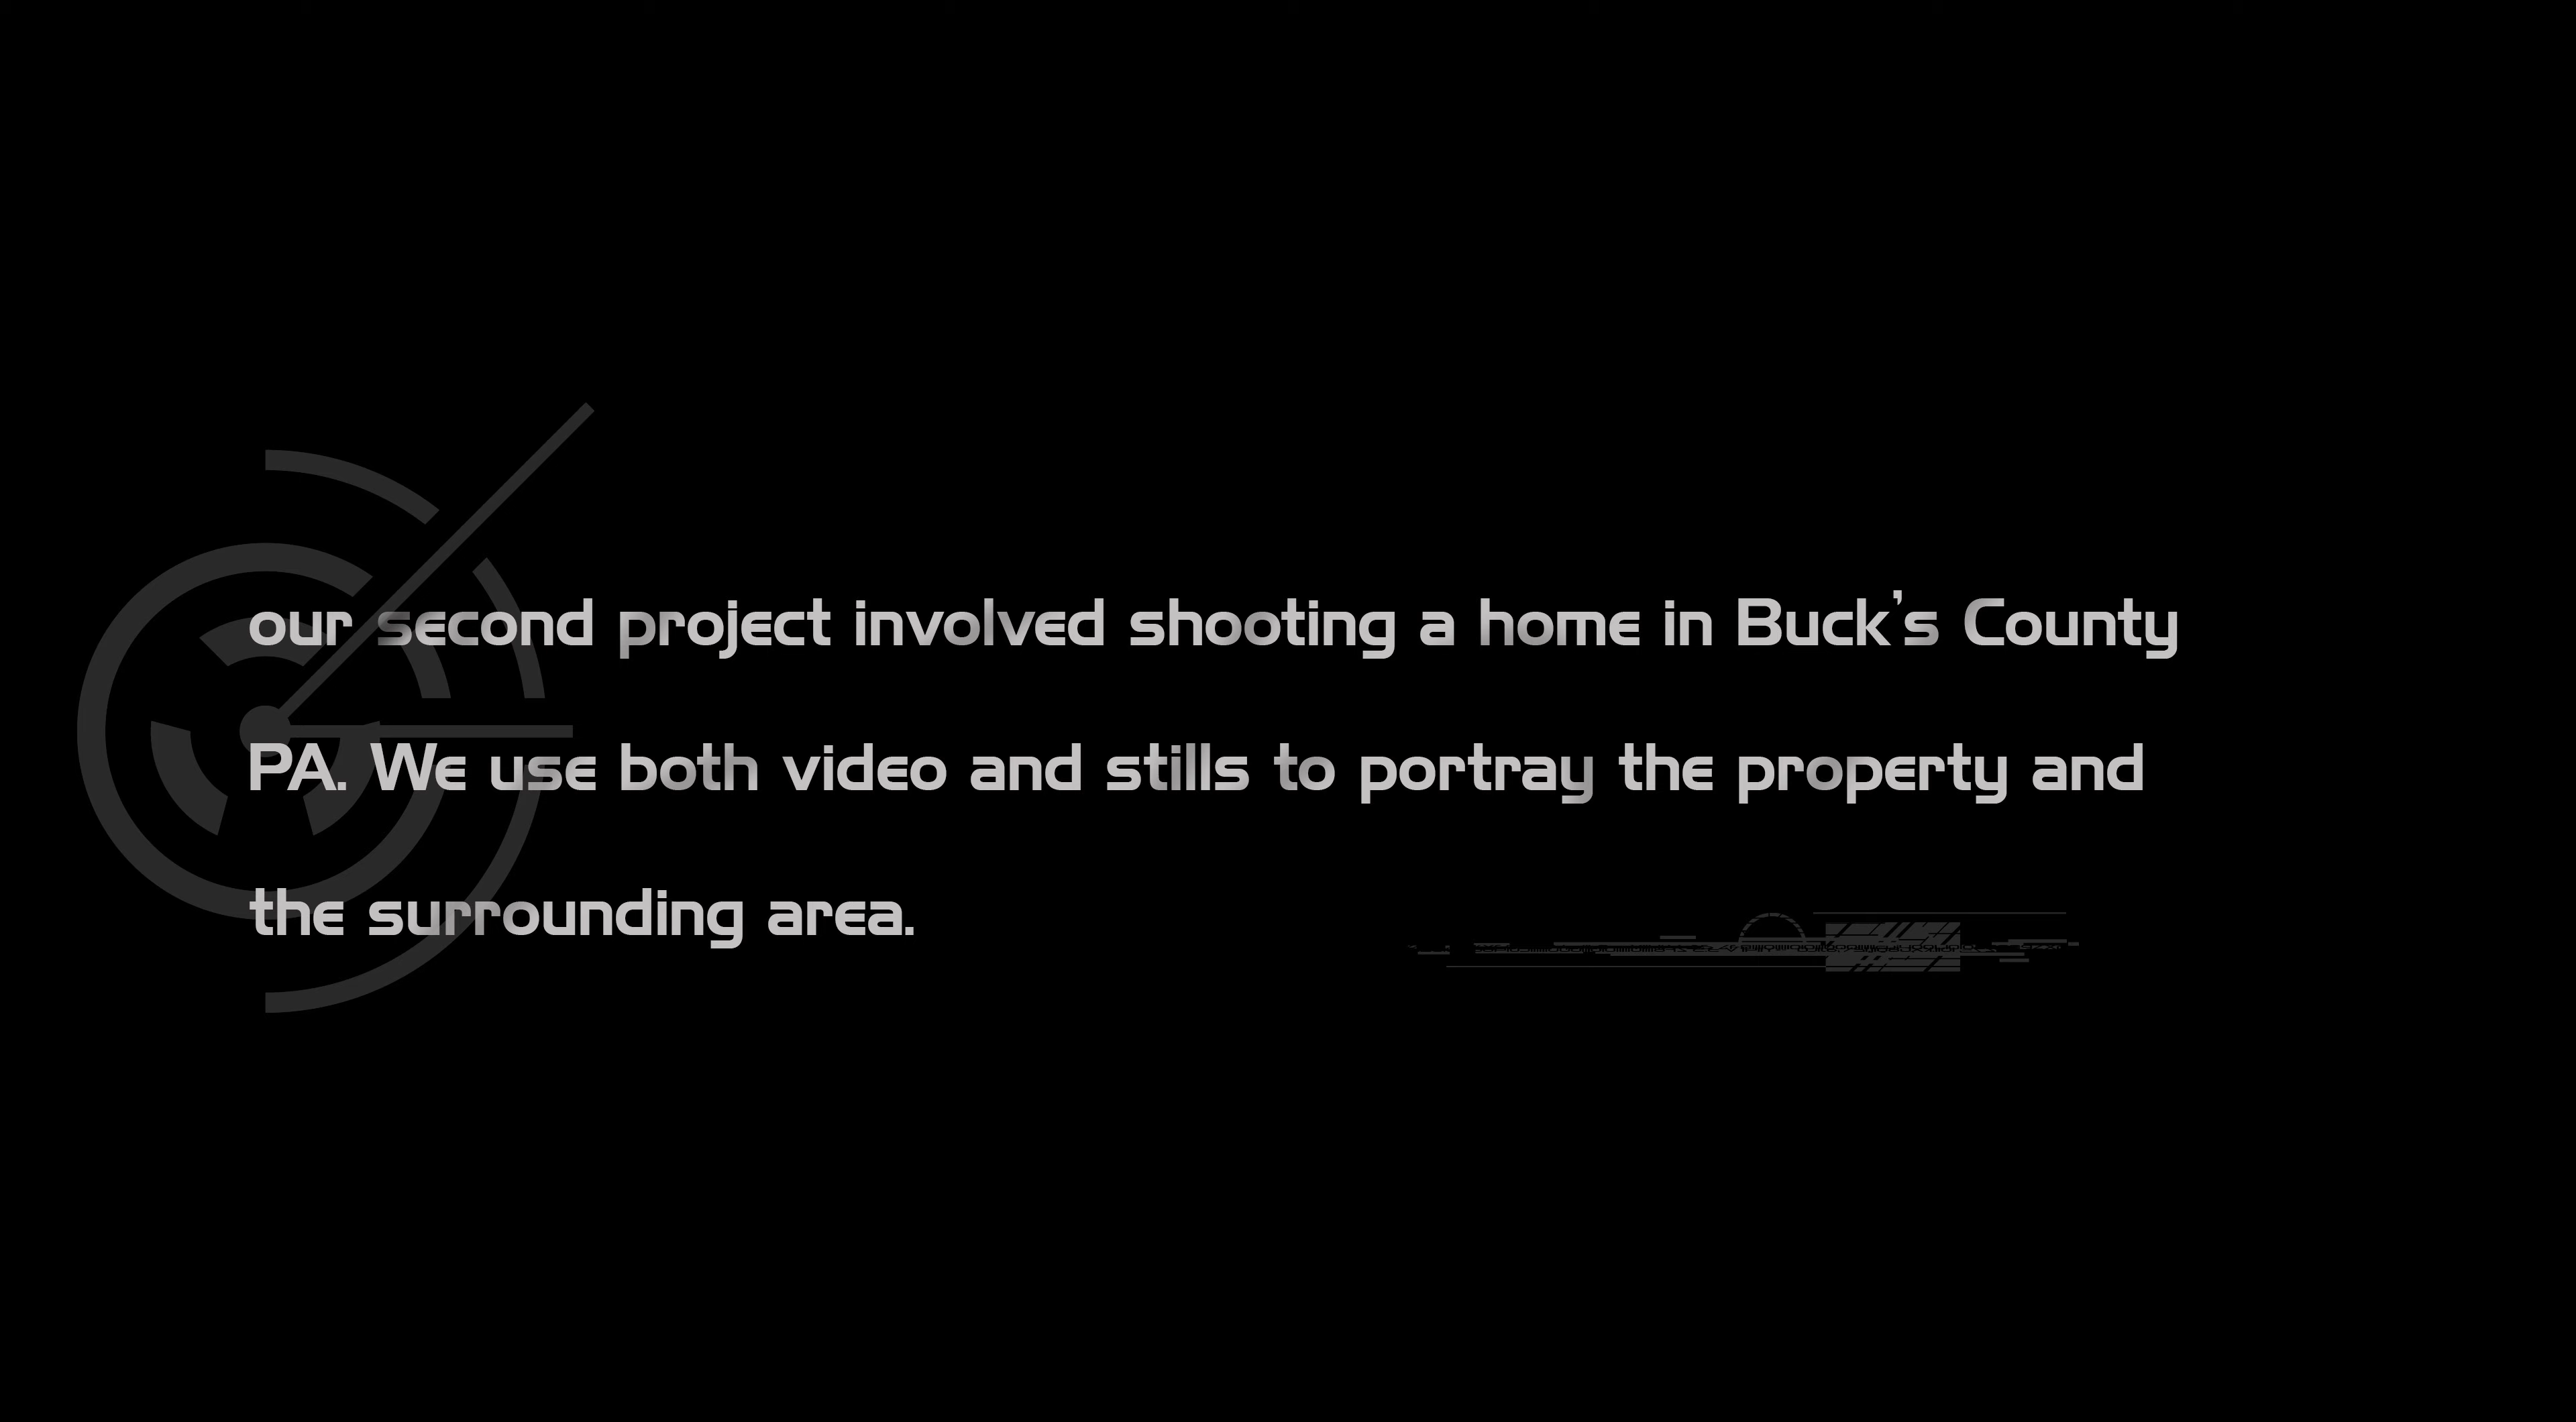 our second project involved shooting a home in Buck's County
PA. We use both video and stills to portray the property and
the surrounding area.